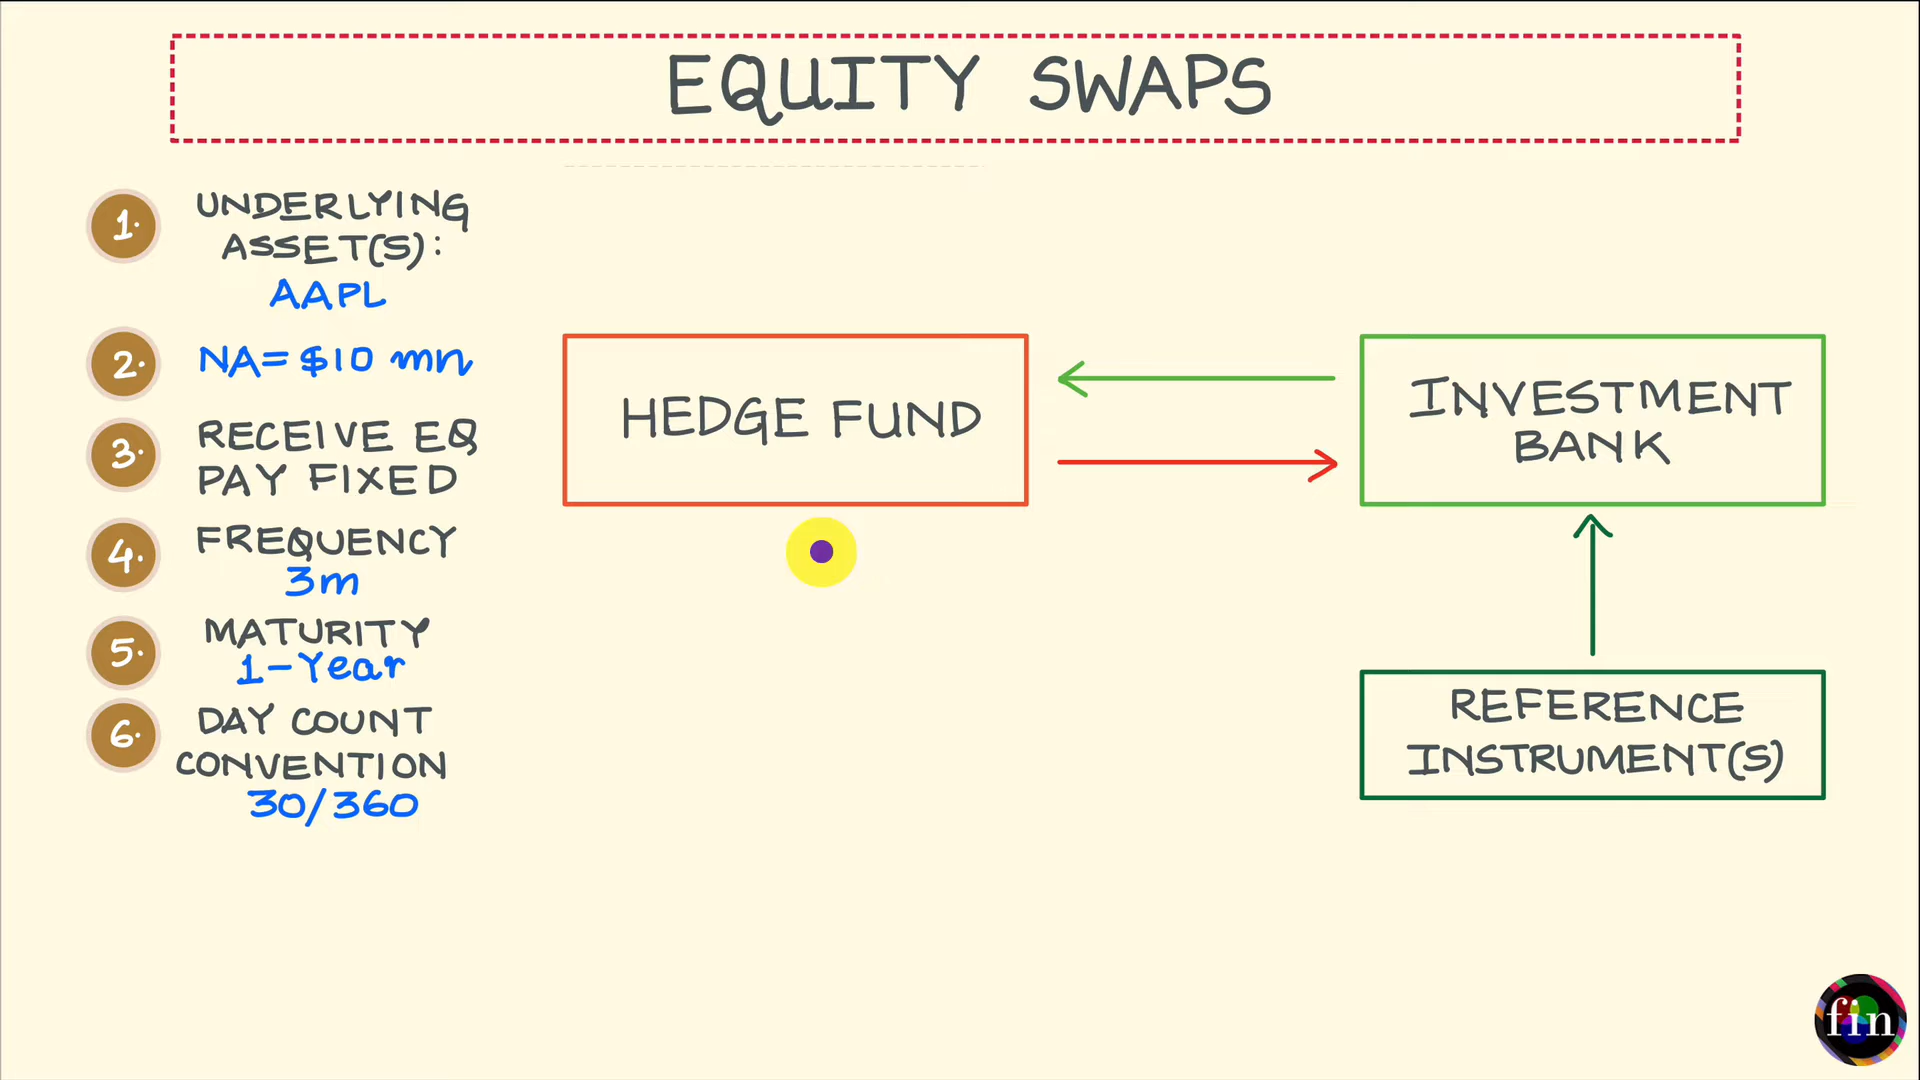 EQUITY SWAPS
1.
UNDERLYING
ASSET(S):
AAPL
2.
NA= $10 mn
3.
RECEIVE EQ
PAY FIXED
4.
FREQUENCY
3m
5.
MATURITY
1-Year
6.
DAY COUNT
CONVENTION
30/360
HEDGE FUND
INVESTMENT
BANK
REFERENCE
INSTRUMENT(S)
fin